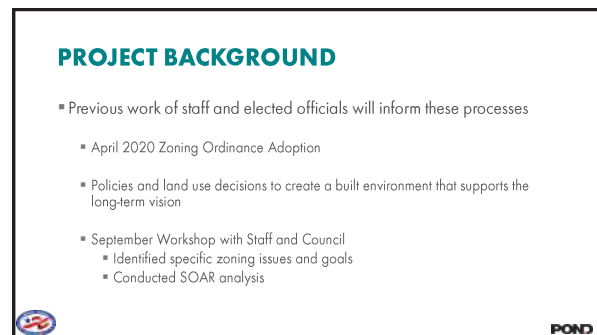 PROJECT BACKGROUND
▪ Previous work of staff and elected officials will inform these processes
▪ April 2020 Zoning Ordinance Adoption
▪ Policies and land use decisions to create a built environment that supports the
long-term vision
▪ September Workshop with Staff and Council
▪ Identified specific zoning issues and goals
▪ Conducted SOAR analysis
POND